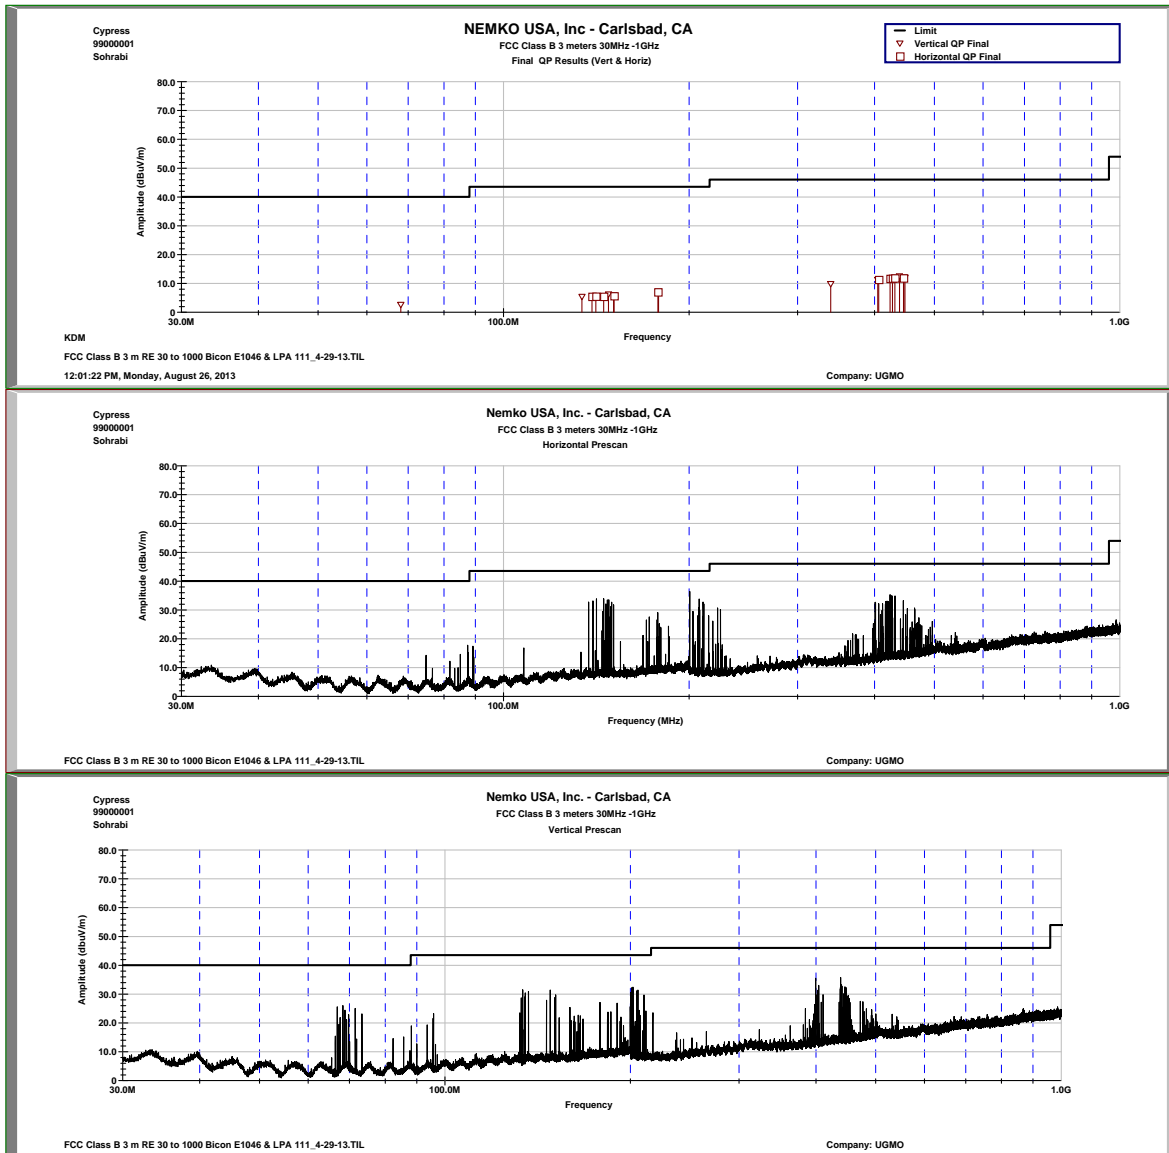 Cypress
99000001
Sohrabi
NEMKO USA, Inc - Carlsbad, CA
FCC Class B 3 meters 30MHz -1GHz
Final QP Results (Vert & Horiz)
Limit
Vertical QP Final
Horizontal QP Final
80.0
70.0
60.0
50.0
40.0
30.0
20.0
10.0
0
Amplitude (dBuV/m)
30.0M
100.0M
1.0G
Frequency
KDM
FCC Class B 3 m RE 30 to 1000 Bicon E1046 & LPA 111_4-29-13.TIL
12:01:22 PM, Monday, August 26, 2013
Company: UGMO
Cypress
99000001
Sohrabi
Nemko USA, Inc. - Carlsbad, CA
FCC Class B 3 meters 30MHz -1GHz
Horizontal Prescan
80.0
70.0
60.0
50.0
40.0
30.0
20.0
10.0
0
Amplitude (dBuV/m)
30.0M
100.0M
1.0G
Frequency (MHz)
FCC Class B 3 m RE 30 to 1000 Bicon E1046 & LPA 111_4-29-13.TIL
Company: UGMO
Cypress
99000001
Sohrabi
Nemko USA, Inc. - Carlsbad, CA
FCC Class B 3 meters 30MHz -1GHz
Vertical Prescan
80.0
70.0
60.0
50.0
40.0
30.0
20.0
10.0
0
Amplitude (dbuV/m)
30.0M
100.0M
1.0G
Frequency
FCC Class B 3 m RE 30 to 1000 Bicon E1046 & LPA 111_4-29-13.TIL
Company: UGMO